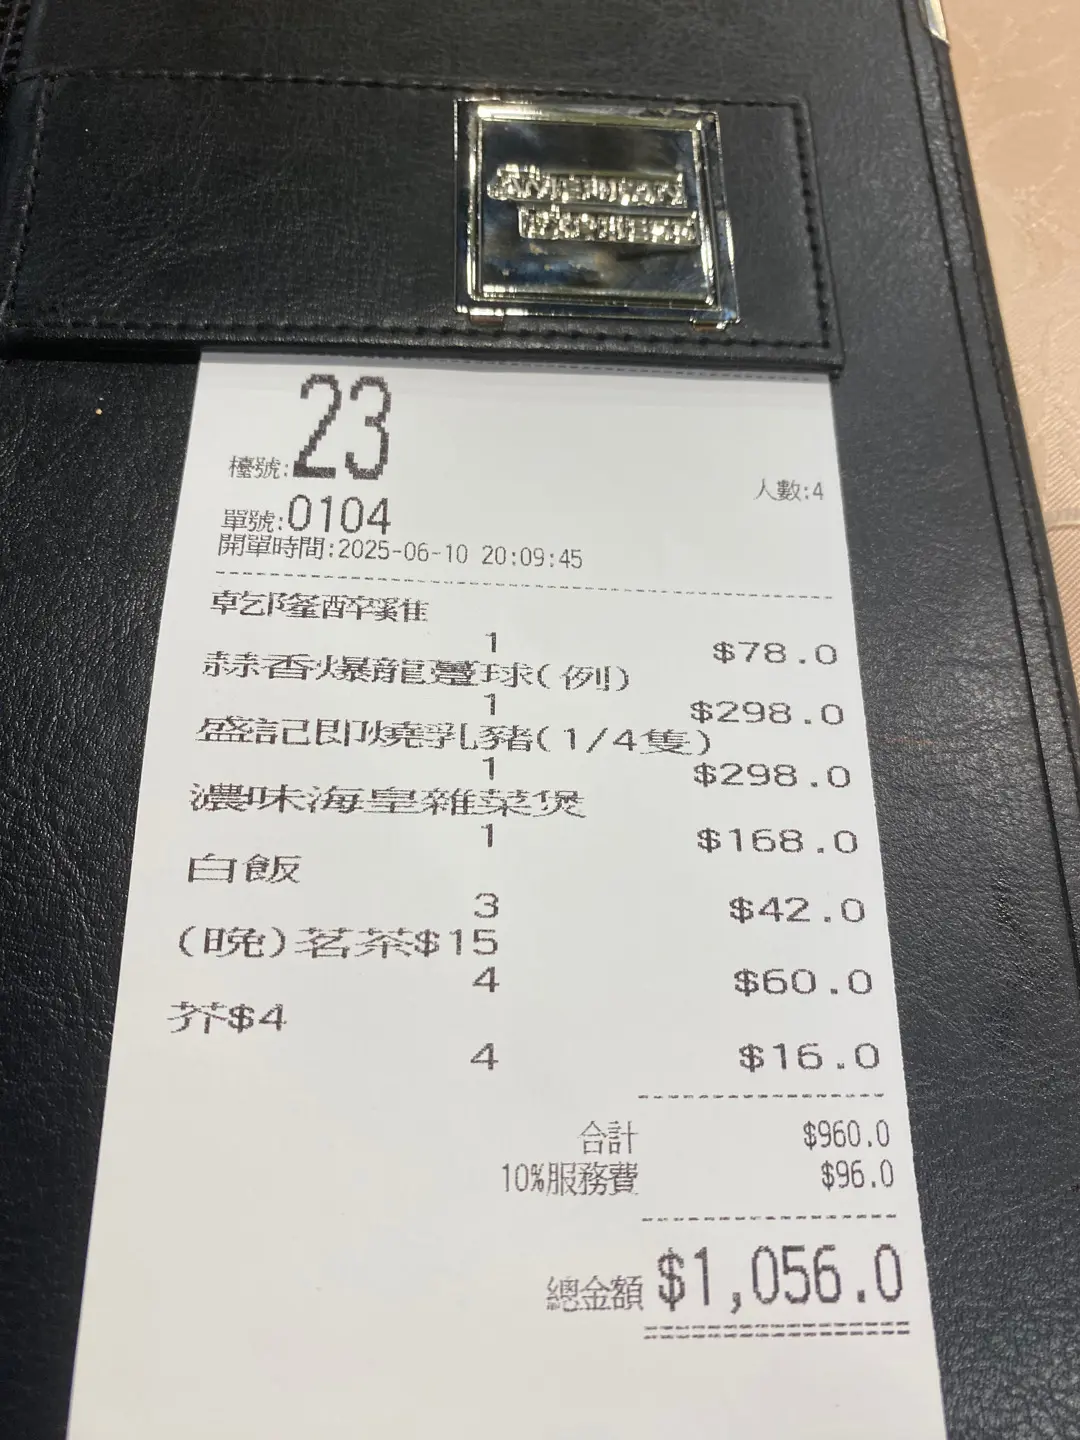 AMERICAN
EXPRESS
檯號:23
人數:4
單號:0104
開單時間:2025-06-10 20:09:45
乾隆醉雞
1 $78.0
蒜香爆龍躉球(例)
1 $298.0
盛記即燒乳豬(1/4隻)
1 $298.0
濃味海皇雜菜煲
1 $168.0
白飯
3 $42.0
(晚)茗茶$15
4 $60.0
芥$4
4 $16.0
合計 $960.0
10%服務費 $96.0
總金額 $1,056.0